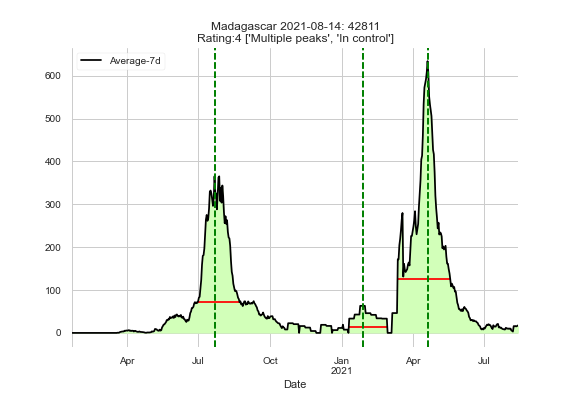 Madagascar 2021-08-14: 42811
Rating:4 ['Multiple peaks', 'In control']
Average-7d
600
500
400
300
200
100
0
Apr Jul Oct Jan Apr Jul
2021
Date